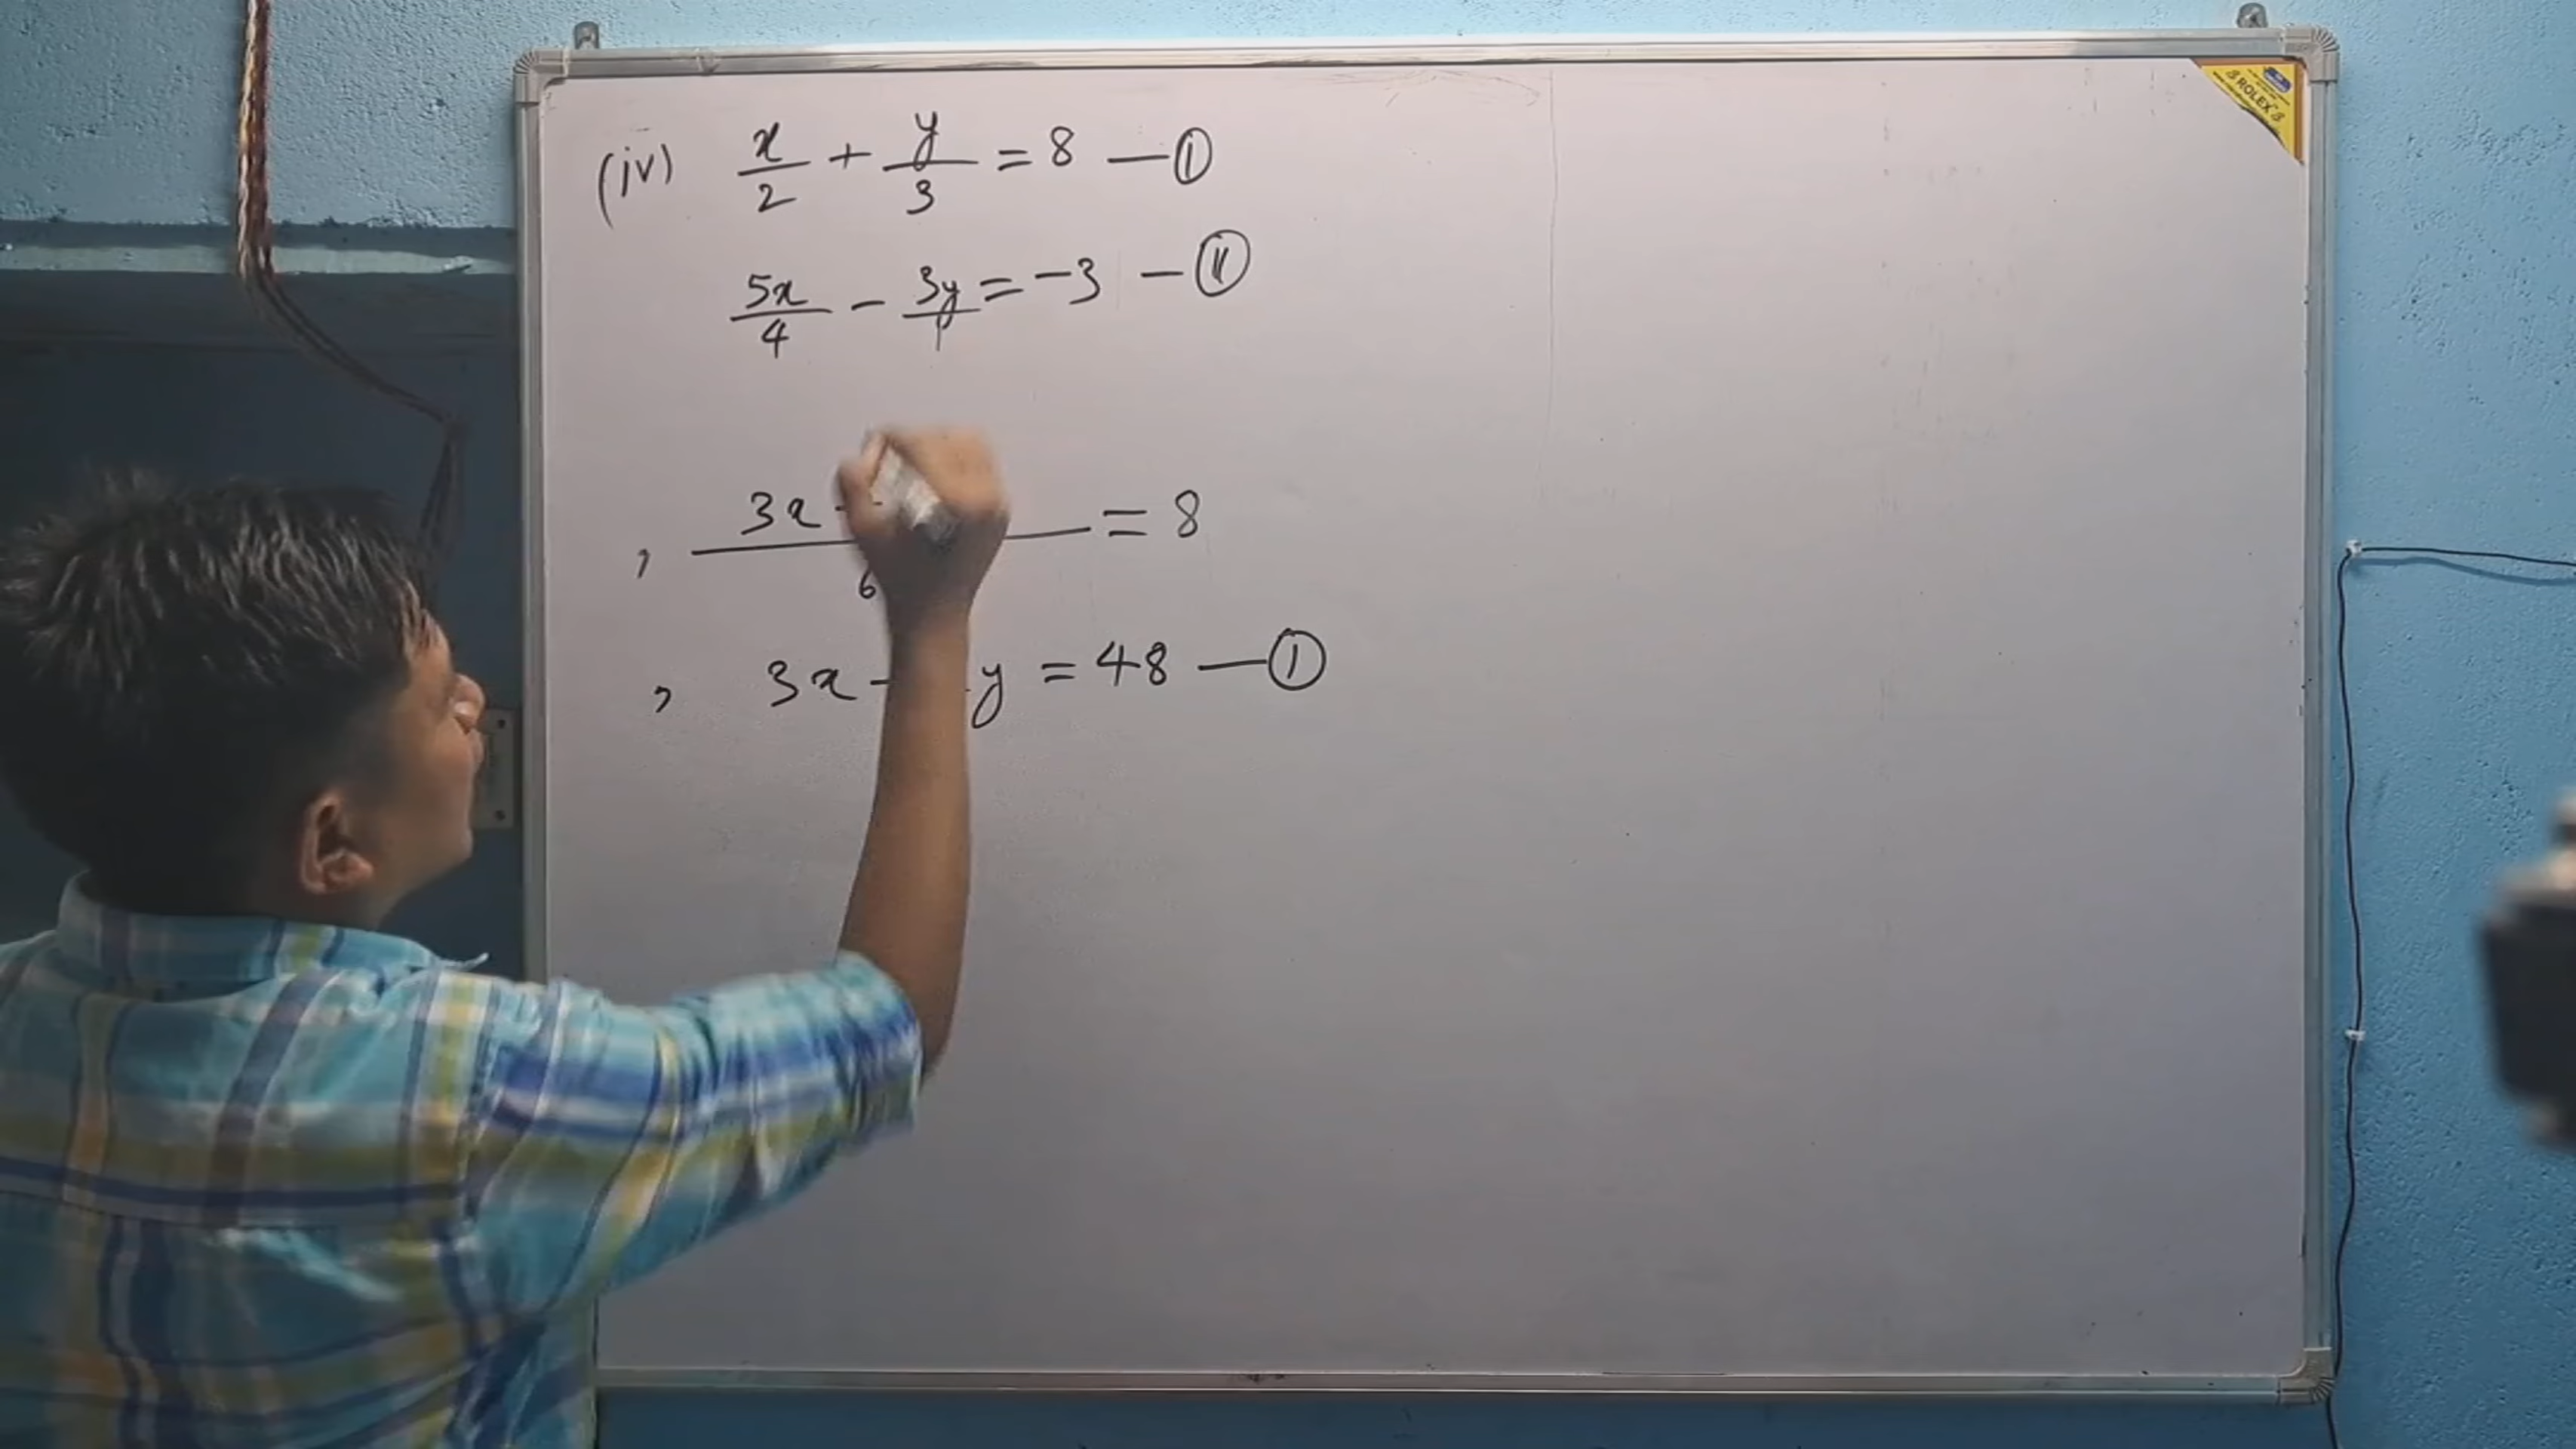 (iv) x/2 + y/3 = 8 — ①
5x/4 - 3y/1 = -3 — ⑪
, 3x = 8
6
, 3x - y = 48 — ①
ROLEX